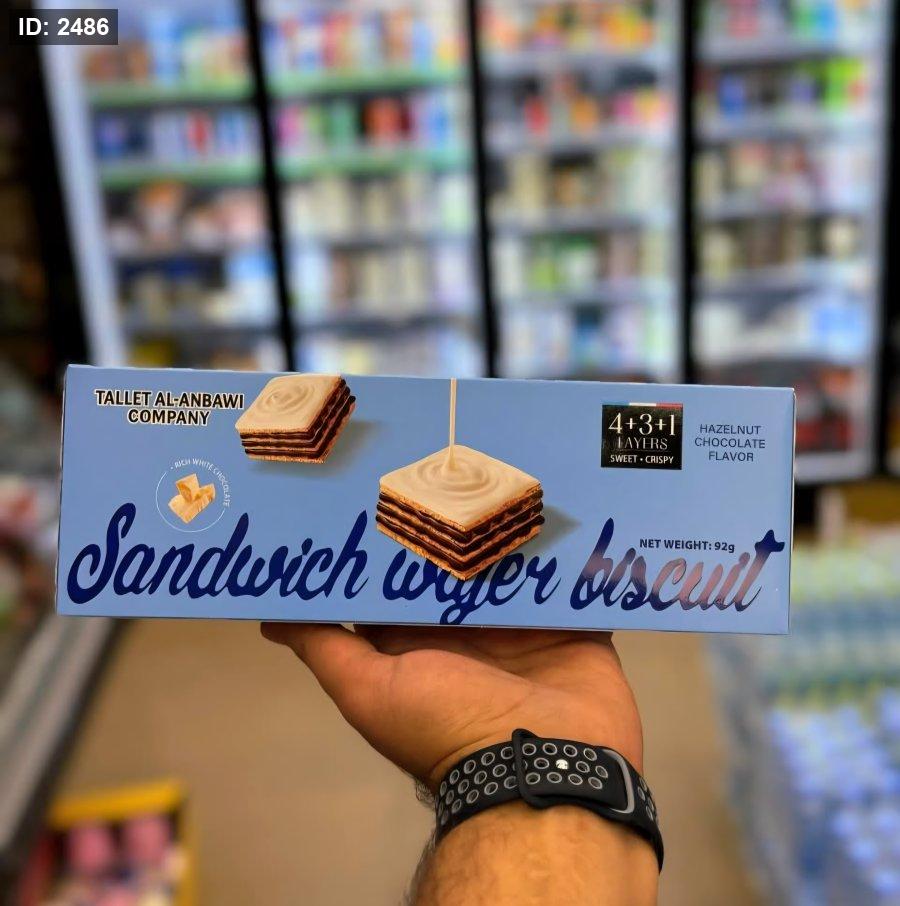 ID: 2486
TALLET AL-ANBAWI
COMPANY
• RICH WHITE CHOCOLATE
4+3+1
LAYERS
SWEET • CRISPY
HAZELNUT
CHOCOLATE
FLAVOR
NET WEIGHT: 92g
Sandwich wafer biscuit